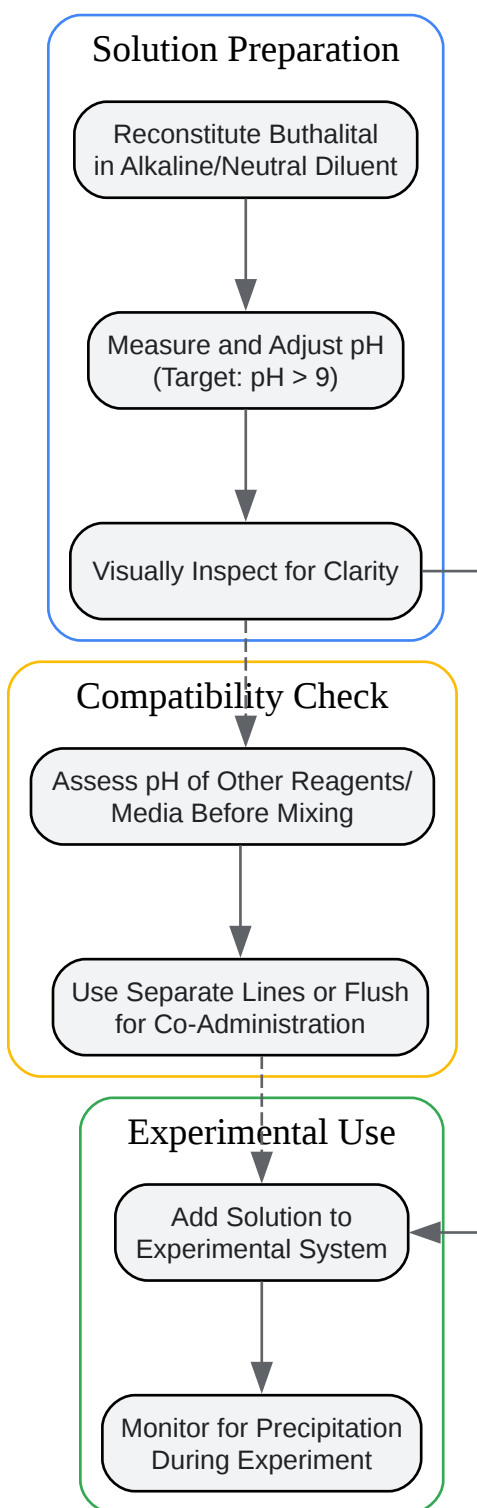 Solution Preparation
Reconstitute Buthalital
in Alkaline/Neutral Diluent
Measure and Adjust pH
(Target: pH > 9)
Visually Inspect for Clarity
Compatibility Check
Assess pH of Other Reagents/
Media Before Mixing
Use Separate Lines or Flush
for Co-Administration
Experimental Use
Add Solution to
Experimental System
Monitor for Precipitation
During Experiment